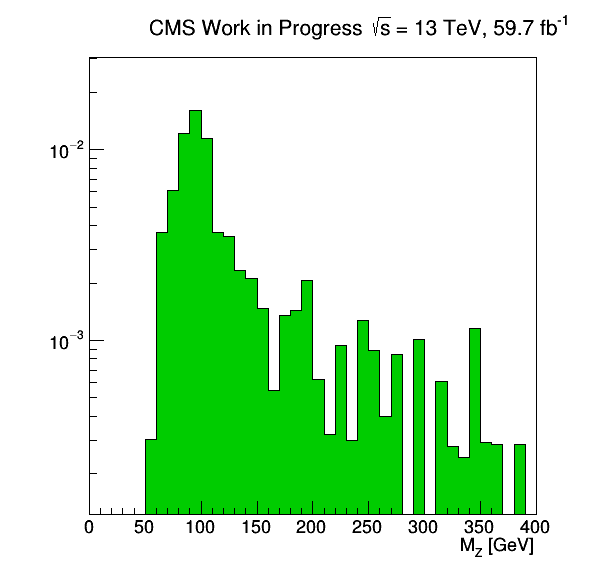 CMS Work in Progress √s = 13 TeV, 59.7 fb⁻¹
10⁻²
10⁻³
0 50 100 150 200 250 300 350 400
M_Z [GeV]